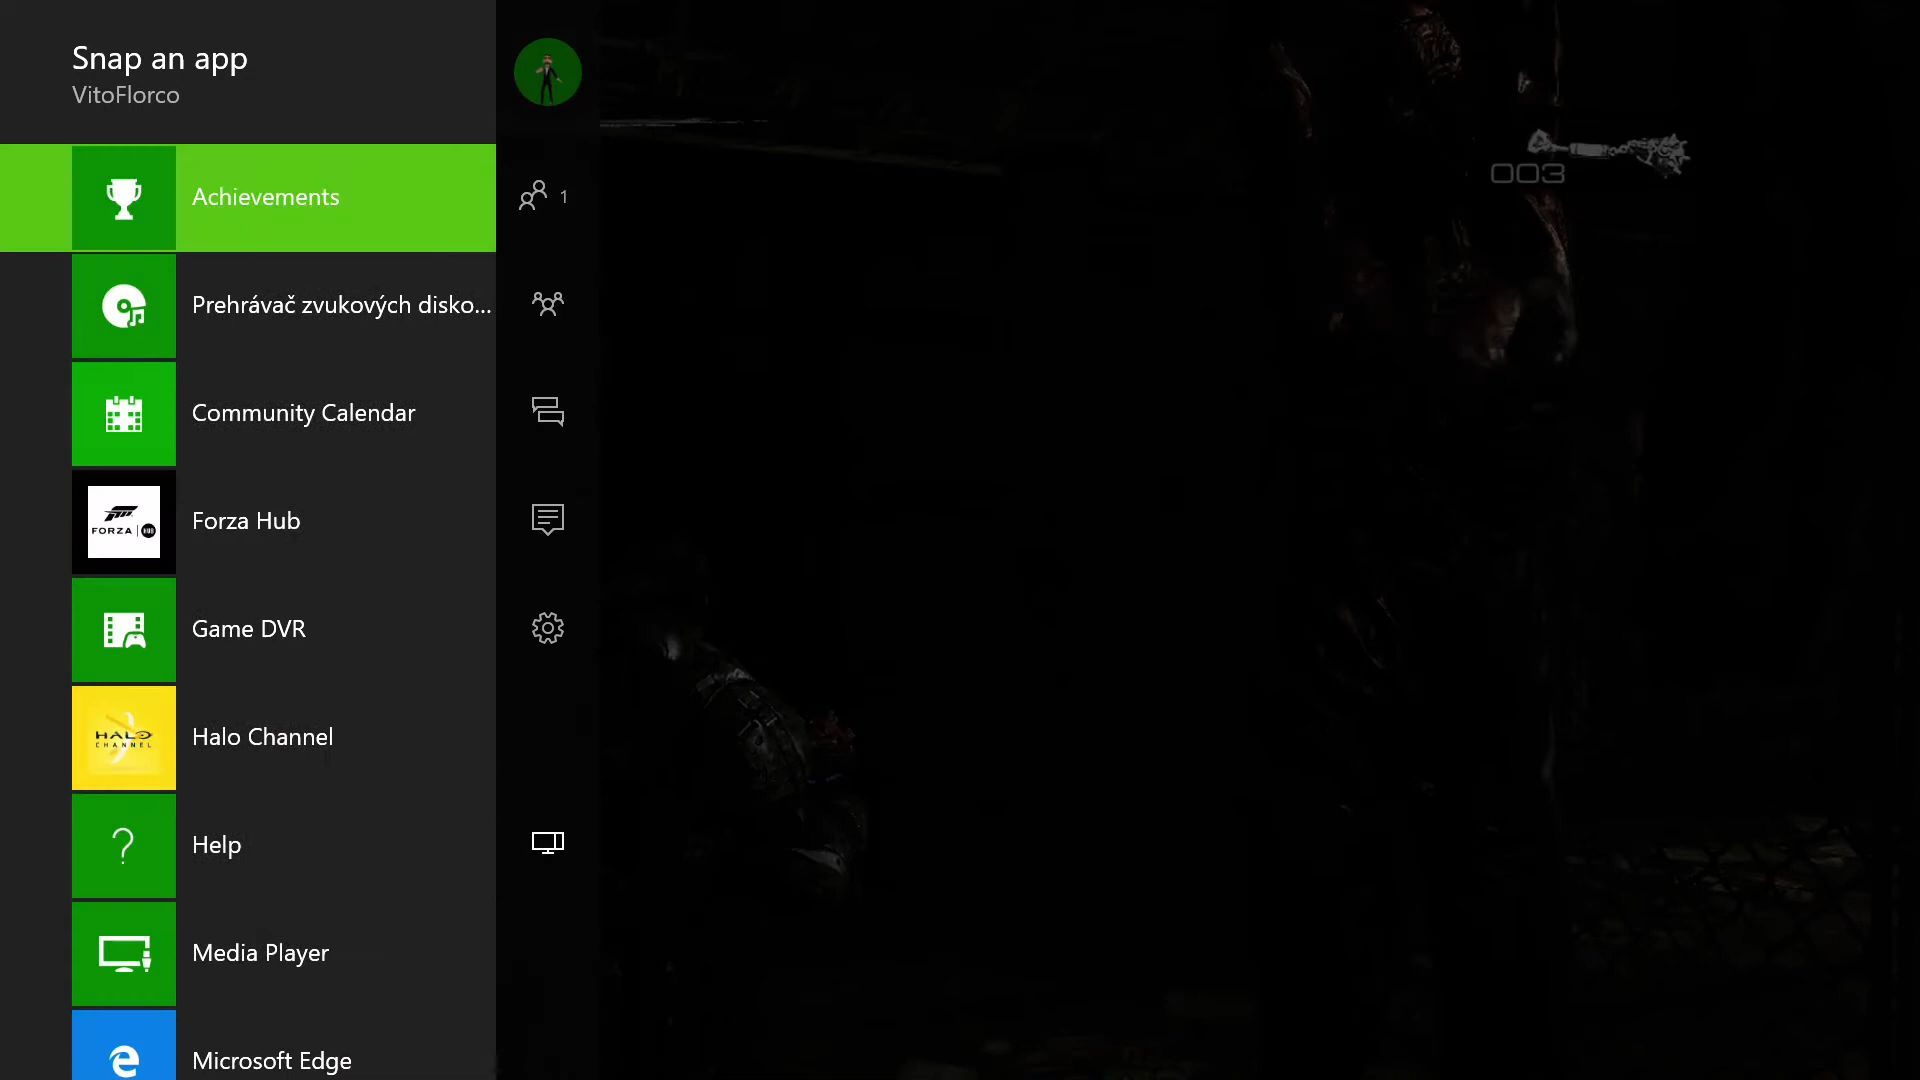 Snap an app
VitoFlorco
Achievements
1
003
Prehrávač zvukových disko...
Community Calendar
FORZA | HUB
Forza Hub
Game DVR
HALO
CHANNEL
Halo Channel
?
Help
Media Player
Microsoft Edge